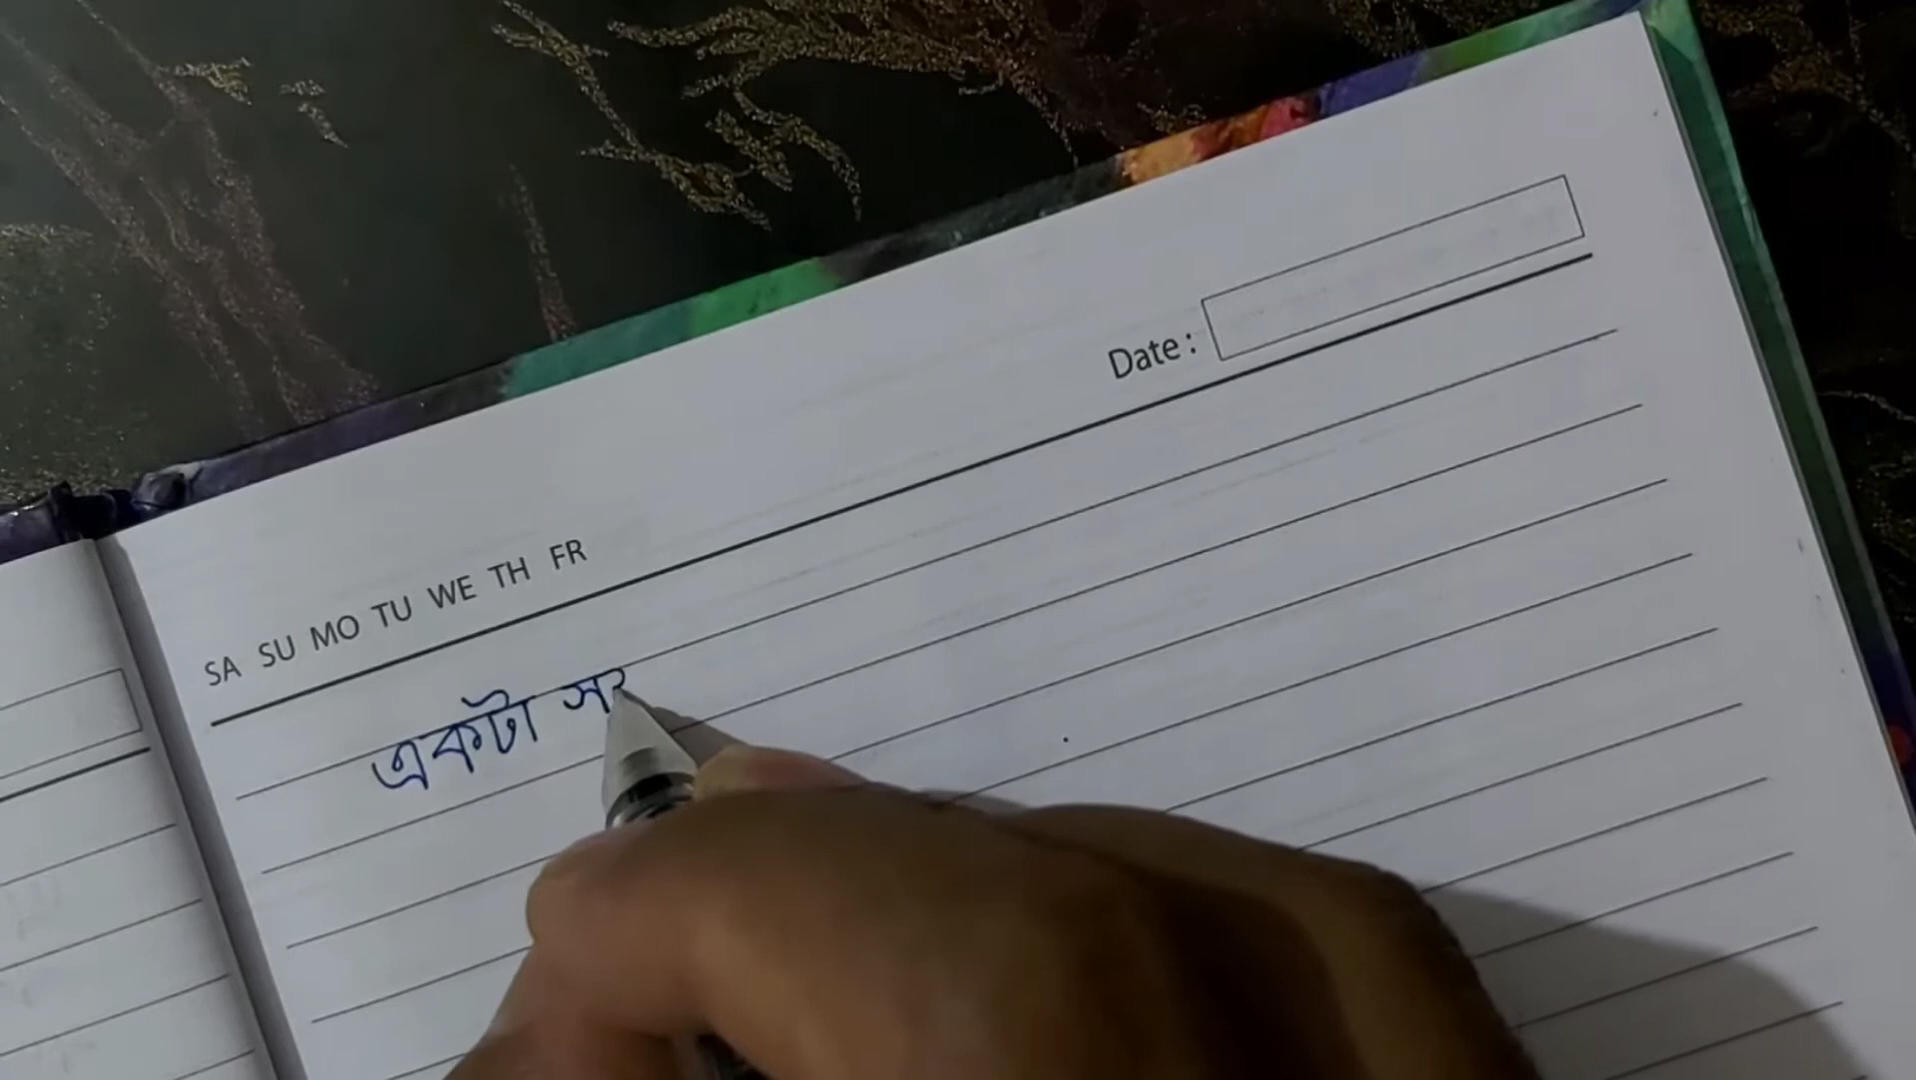 Date :
SA SU MO TU WE TH FR
একটা